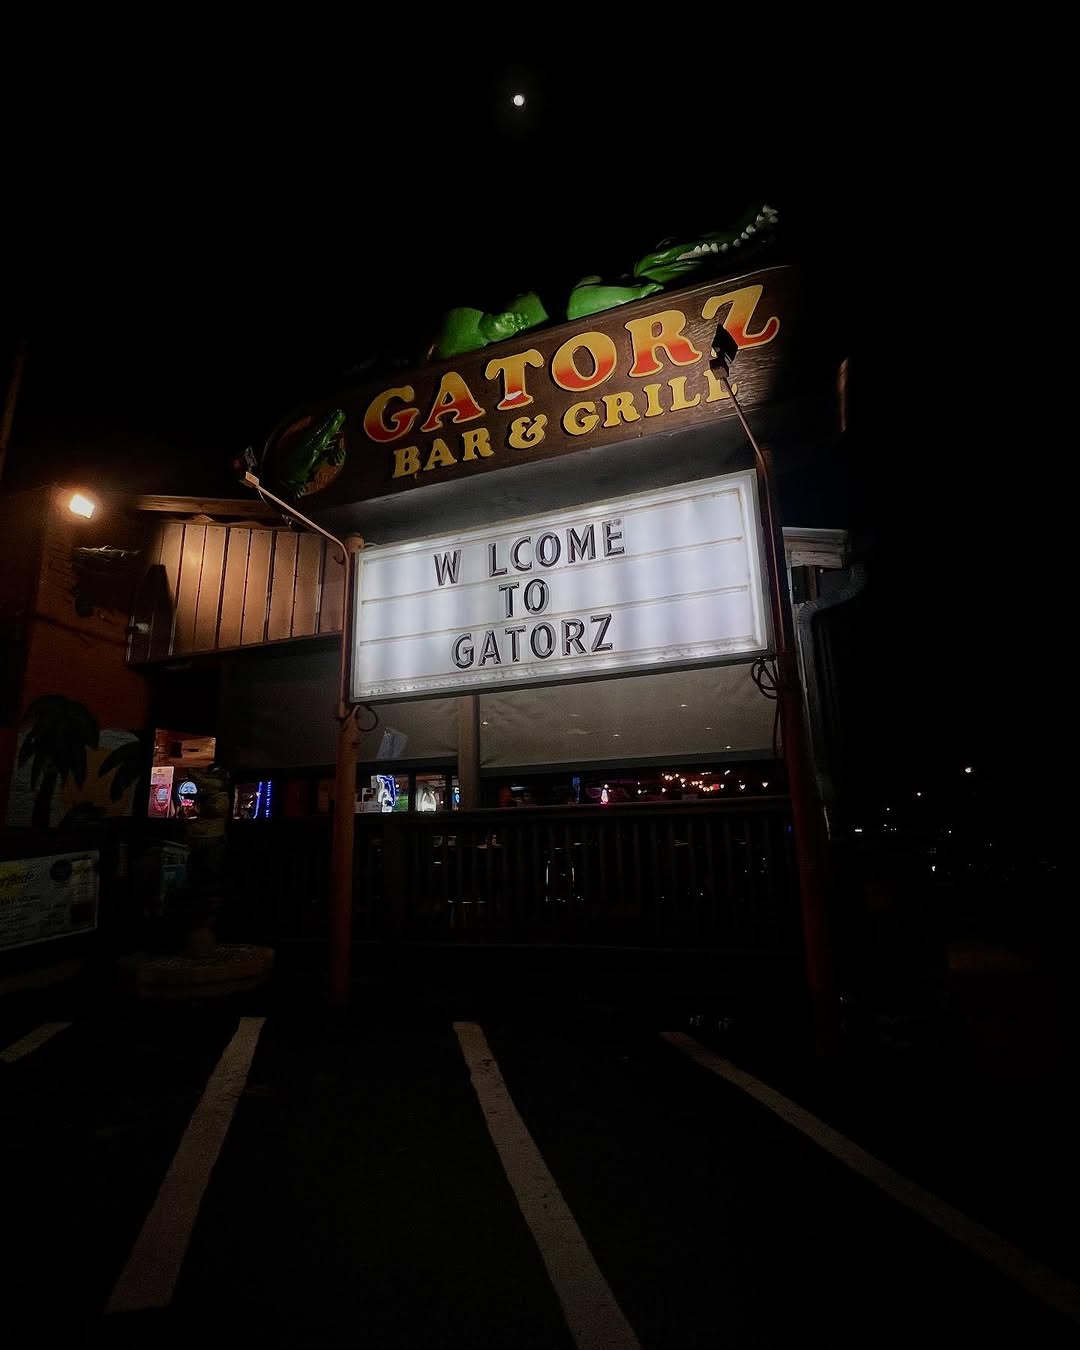 GATORZ
BAR & GRILL
W LCOME
TO
GATORZ